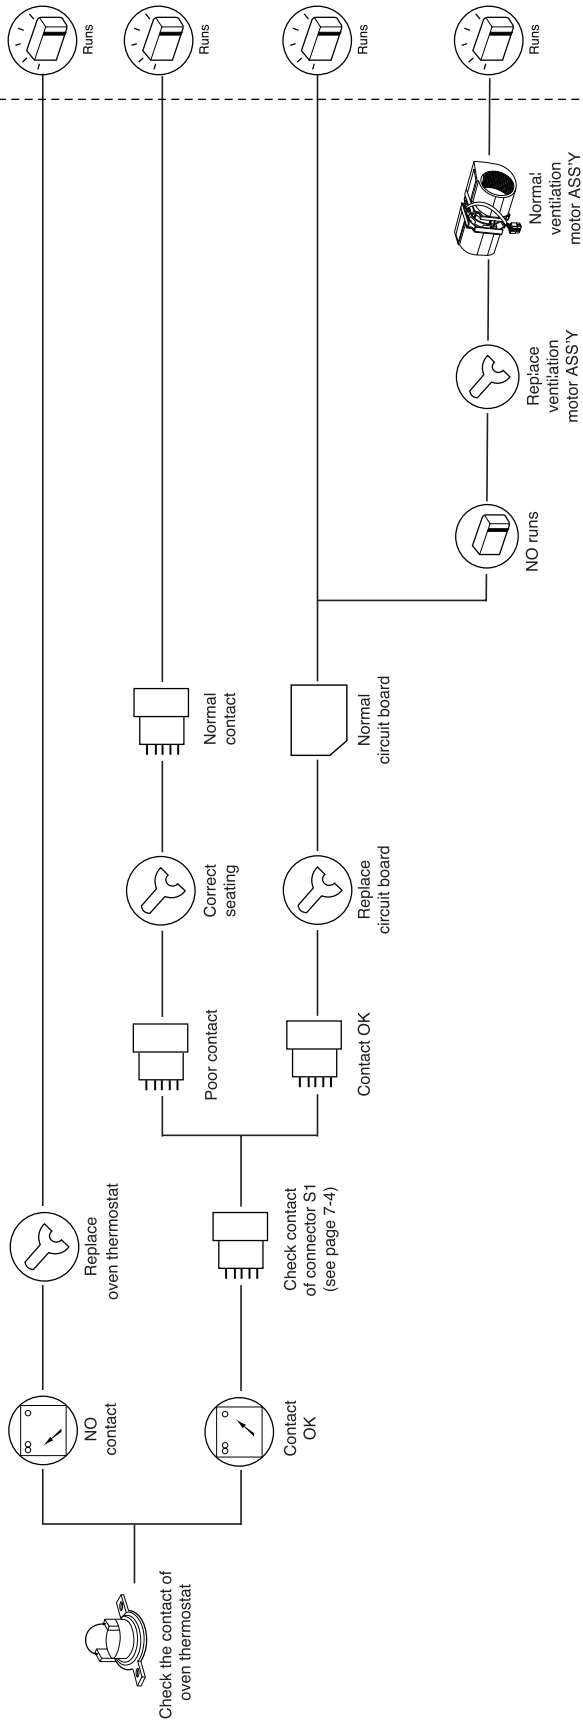 Check the contact of
oven thermostat
NO
contact
Replace
oven thermostat
Runs
Contact
OK
Check contact
of connector S1
(see page 7-4)
Poor contact
Correct
seating
Normal
contact
Runs
Contact OK
Replace
circuit board
Normal
circuit board
Runs
NO runs
Replace
ventilation
motor ASS'Y
Normal
ventilation
motor ASS'Y
Runs